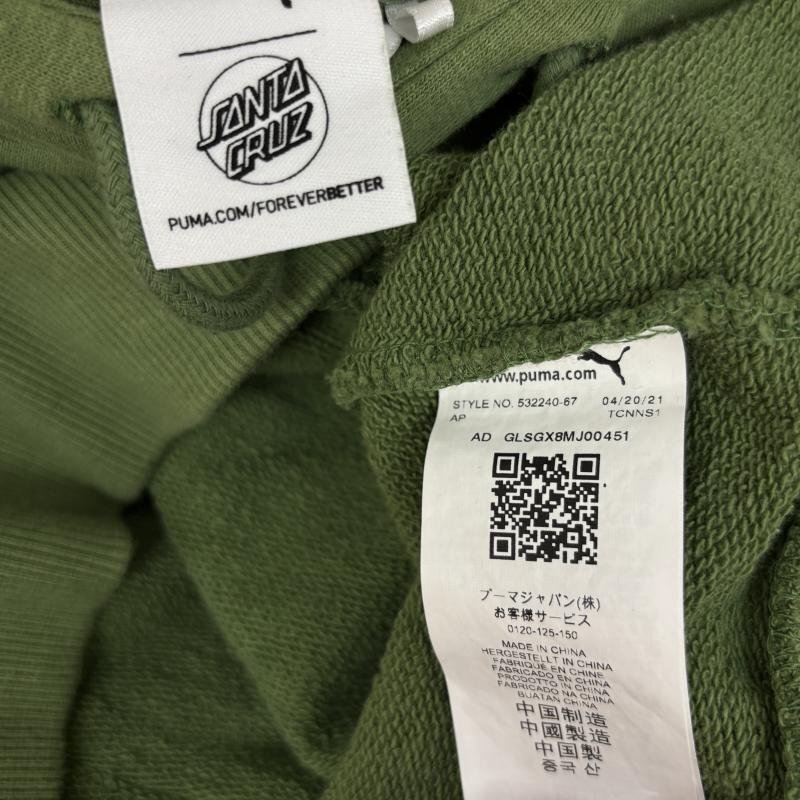 SANTA
CRUZ
PUMA.COM/FOREVERBETTER
www.puma.com
STYLE NO. 532240-67 04/20/21
AP TCNNS1
AD GLSGX8MJ00451
プーマジャパン(株)
お客様サービス
0120-125-150
MADE IN CHINA
HERGESTELLT IN CHINA
FABRIQUÉ EN CHINE
FABRICADO EN CHINA
PRODOTTO IN CHINA
FABRICADO NA CHINA
BUATAN CHINA
中国制造
中國製造
中国製
중국 산